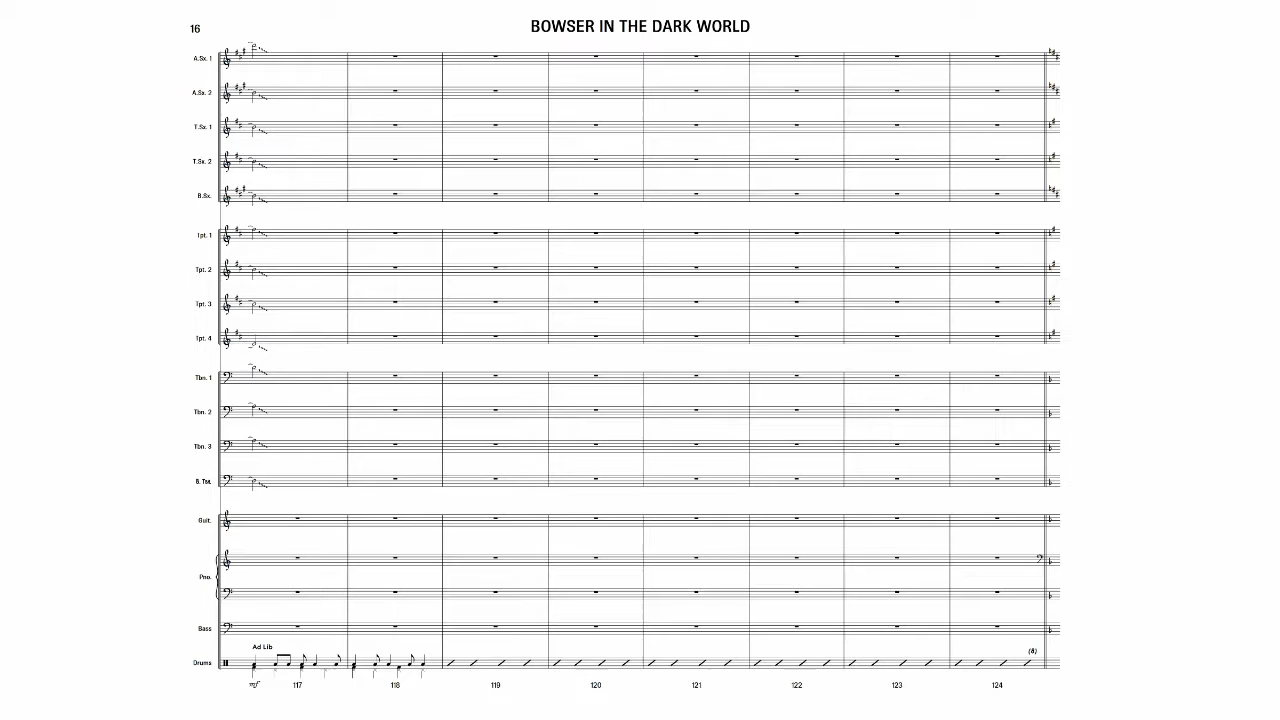 16
BOWSER IN THE DARK WORLD
A.Sx. 1
A.Sx. 2
T.Sx. 1
T.Sx. 2
B.Sx.
Tpt. 1
Tpt. 2
Tpt. 3
Tpt. 4
Tbn. 1
Tbn. 2
Tbn. 3
B. Tbn.
Guit.
Pno.
Bass
Ad Lib
(8)
Drums
mf
117 118 119 120 121 122 123 124